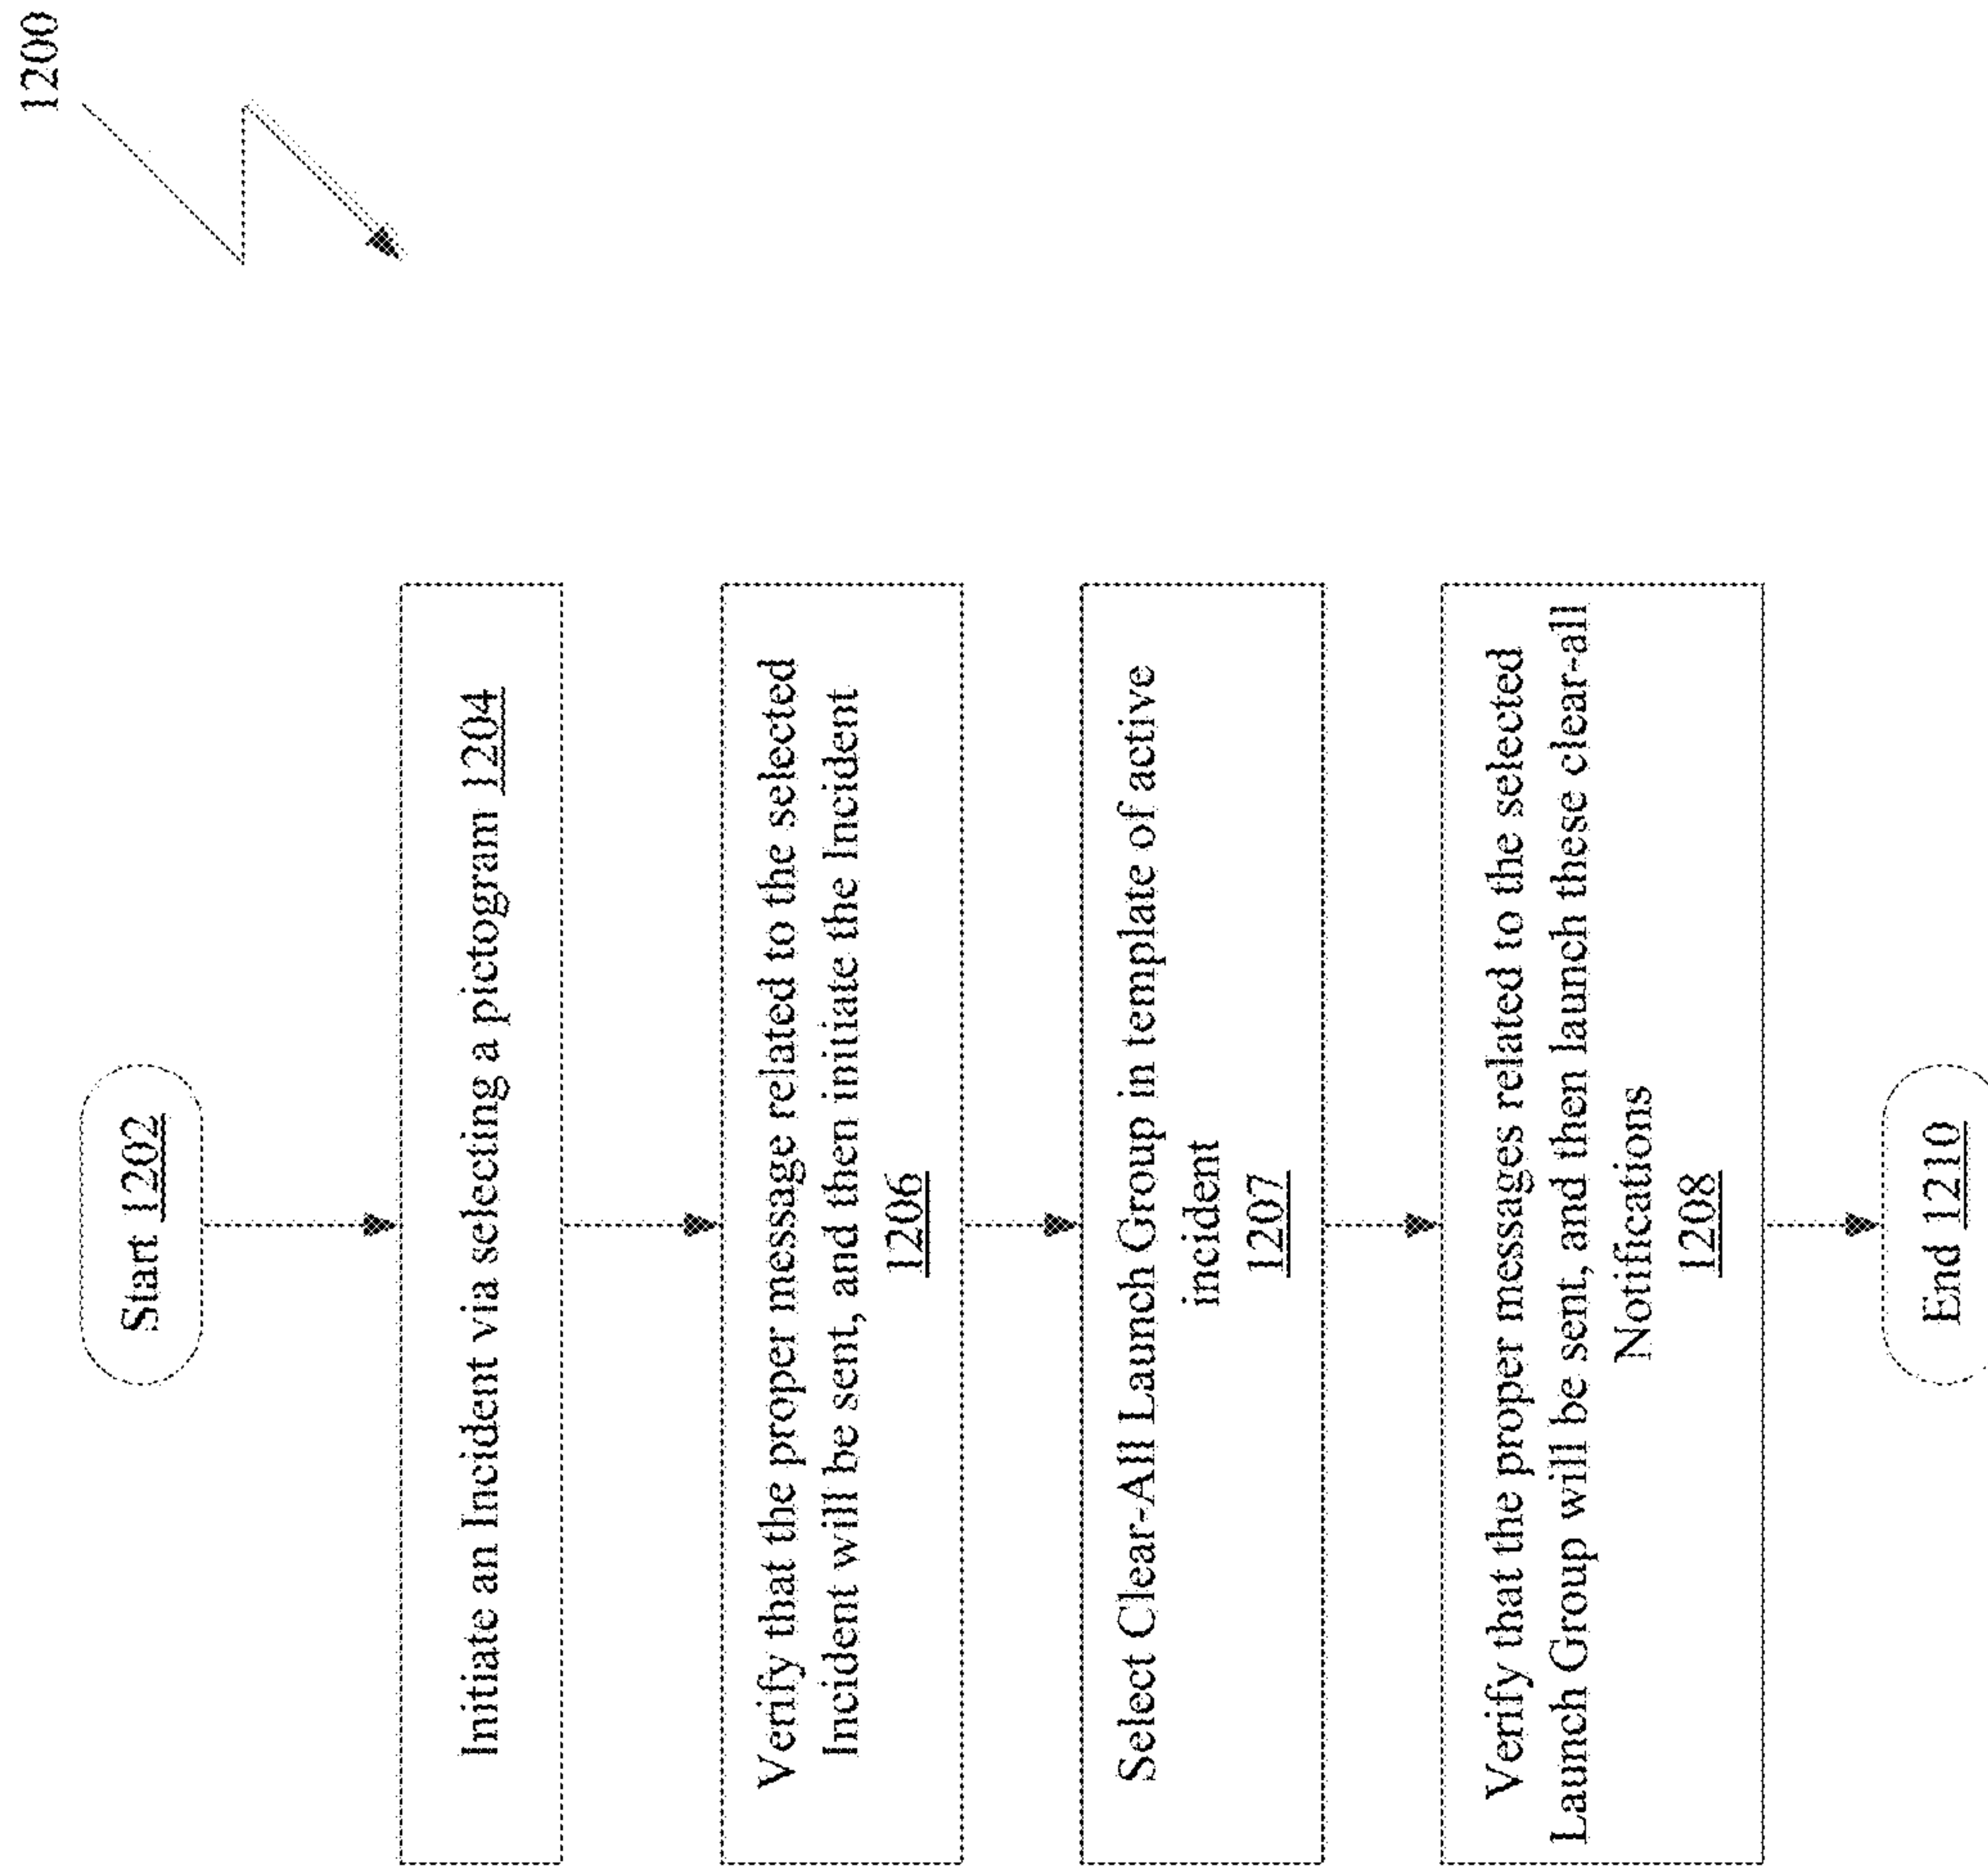 1200
Start 1202
Initiate an Incident via selecting a pictogram 1204
Verify that the proper message related to the selected
Incident will be sent, and then initiate the Incident
1206
Select Clear-All Launch Group in template of active
incident
1207
Verify that the proper messages related to the selected
Launch Group will be sent, and then launch these clear-all
Notifications
1208
End 1210